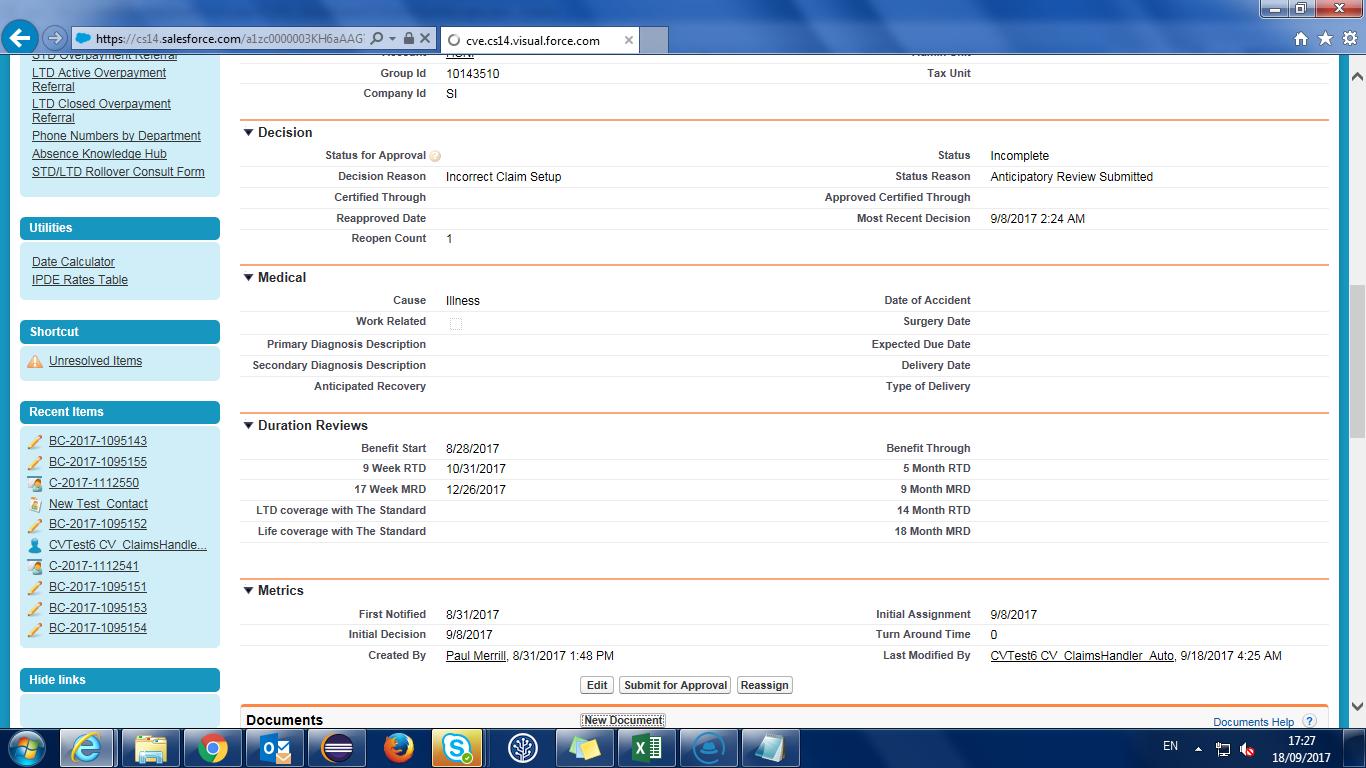 https://cs14.salesforce.com/a1zc0000003KH6aAAG
cve.cs14.visual.force.com
STD Overpayment Referral
LTD Active Overpayment
Referral
LTD Closed Overpayment
Referral
Phone Numbers by Department
Absence Knowledge Hub
STD/LTD Rollover Consult Form
Utilities
Date Calculator
IPDE Rates Table
Shortcut
Unresolved Items
Recent Items
BC-2017-1095143
BC-2017-1095155
C-2017-1112550
New Test Contact
BC-2017-1095152
CVTest6 CV_ClaimsHandle...
C-2017-1112541
BC-2017-1095151
BC-2017-1095153
BC-2017-1095154
Hide links
Group Id 10143510 Tax Unit
Company Id SI
Decision
Status for Approval Status Incomplete
Decision Reason Incorrect Claim Setup Status Reason Anticipatory Review Submitted
Certified Through Approved Certified Through
Reapproved Date Most Recent Decision 9/8/2017 2:24 AM
Reopen Count 1
Medical
Cause Illness Date of Accident
Work Related Surgery Date
Primary Diagnosis Description Expected Due Date
Secondary Diagnosis Description Delivery Date
Anticipated Recovery Type of Delivery
Duration Reviews
Benefit Start 8/28/2017 Benefit Through
9 Week RTD 10/31/2017 5 Month RTD
17 Week MRD 12/26/2017 9 Month MRD
LTD coverage with The Standard 14 Month RTD
Life coverage with The Standard 18 Month MRD
Metrics
First Notified 8/31/2017 Initial Assignment 9/8/2017
Initial Decision 9/8/2017 Turn Around Time 0
Created By Paul Merrill, 8/31/2017 1:48 PM Last Modified By CVTest6 CV_ClaimsHandler_Auto, 9/18/2017 4:25 AM
Edit Submit for Approval Reassign
Documents New Document Documents Help ?
EN 17:27
18/09/2017